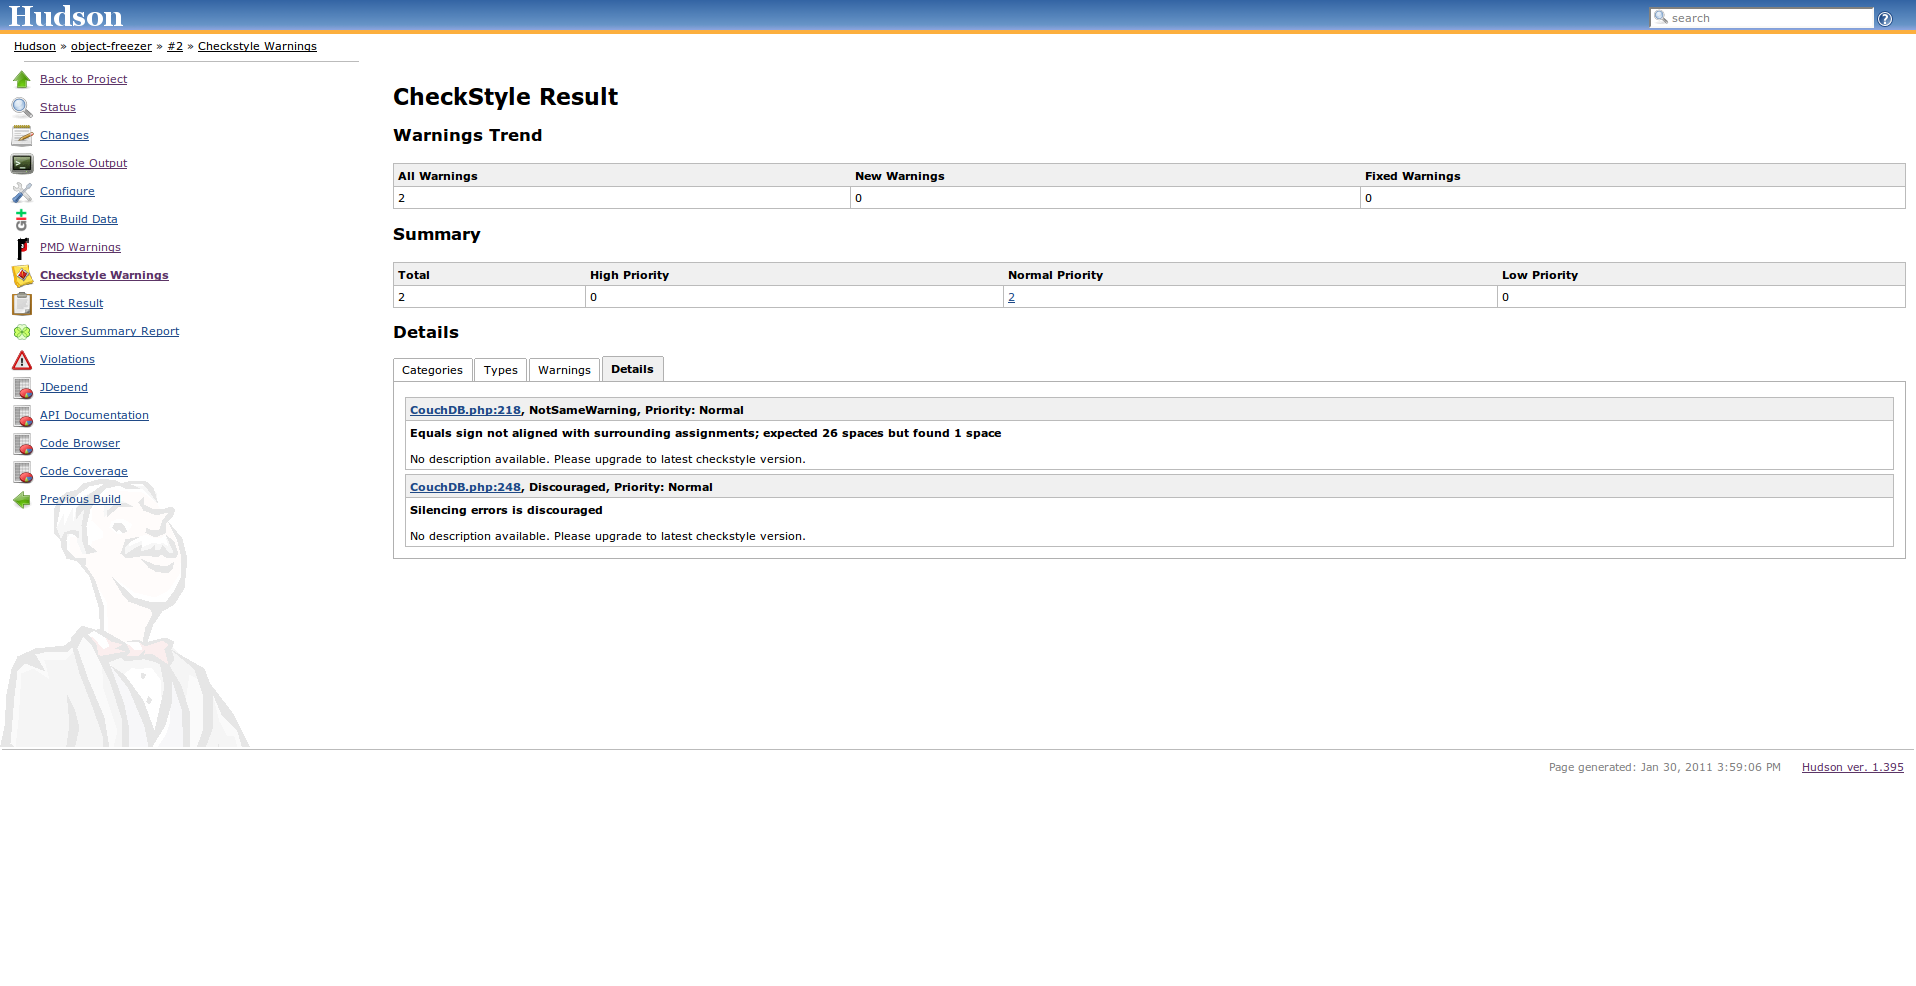 Hudson
search
?
Hudson » object-freezer » #2 » Checkstyle Warnings
Back to Project
Status
Changes
Console Output
Configure
Git Build Data
PMD Warnings
Checkstyle Warnings
Test Result
Clover Summary Report
Violations
JDepend
API Documentation
Code Browser
Code Coverage
Previous Build
CheckStyle Result
Warnings Trend
All Warnings New Warnings Fixed Warnings
2 0 0
Summary
Total High Priority Normal Priority Low Priority
2 0 2 0
Details
Categories Types Warnings Details
CouchDB.php:218, NotSameWarning, Priority: Normal
Equals sign not aligned with surrounding assignments; expected 26 spaces but found 1 space
No description available. Please upgrade to latest checkstyle version.
CouchDB.php:248, Discouraged, Priority: Normal
Silencing errors is discouraged
No description available. Please upgrade to latest checkstyle version.
Page generated: Jan 30, 2011 3:59:06 PM Hudson ver. 1.395